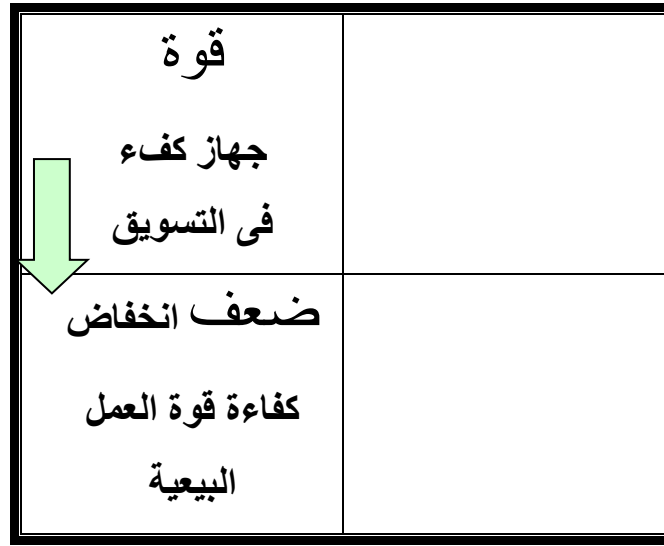 قوة
جهاز كفء
فى التسويق
ضعف انخفاض
كفاءة قوة العمل
البيعية